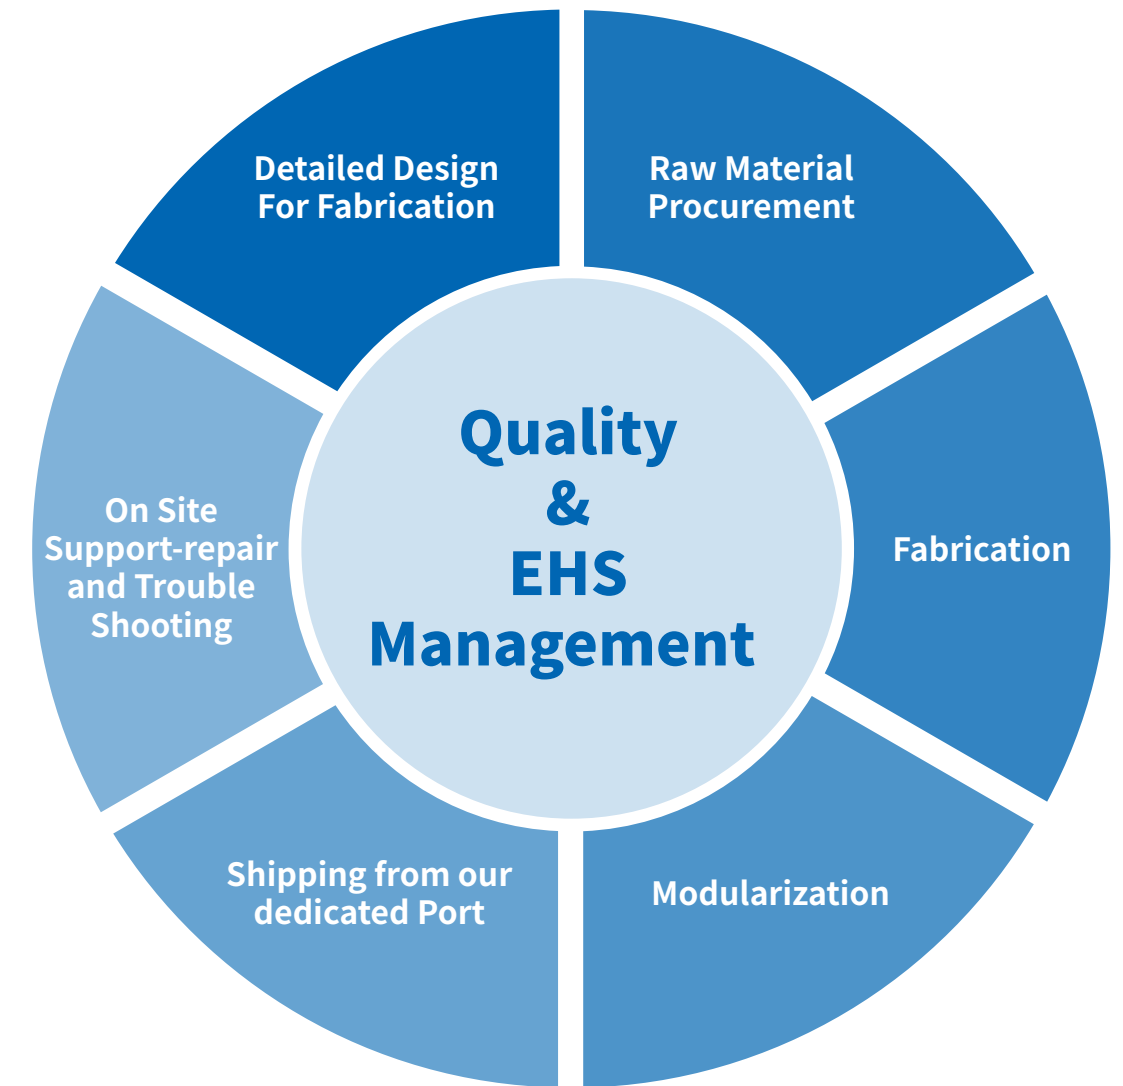 Detailed Design
For Fabrication
Raw Material
Procurement
Fabrication
Modularization
Shipping from our
dedicated Port
On Site
Support-repair
and Trouble
Shooting
Quality
&
EHS
Management